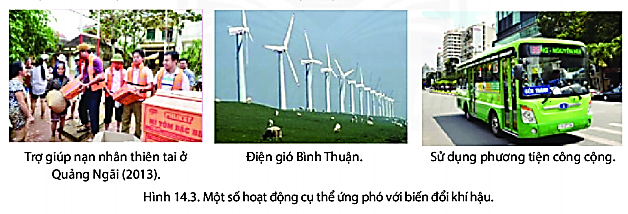 Trợ giúp nạn nhân thiên tai ở
Quảng Ngãi (2013).
Điện gió Bình Thuận.
Sử dụng phương tiện công cộng.
Hình 14.3. Một số hoạt động cụ thể ứng phó với biến đổi khí hậu.